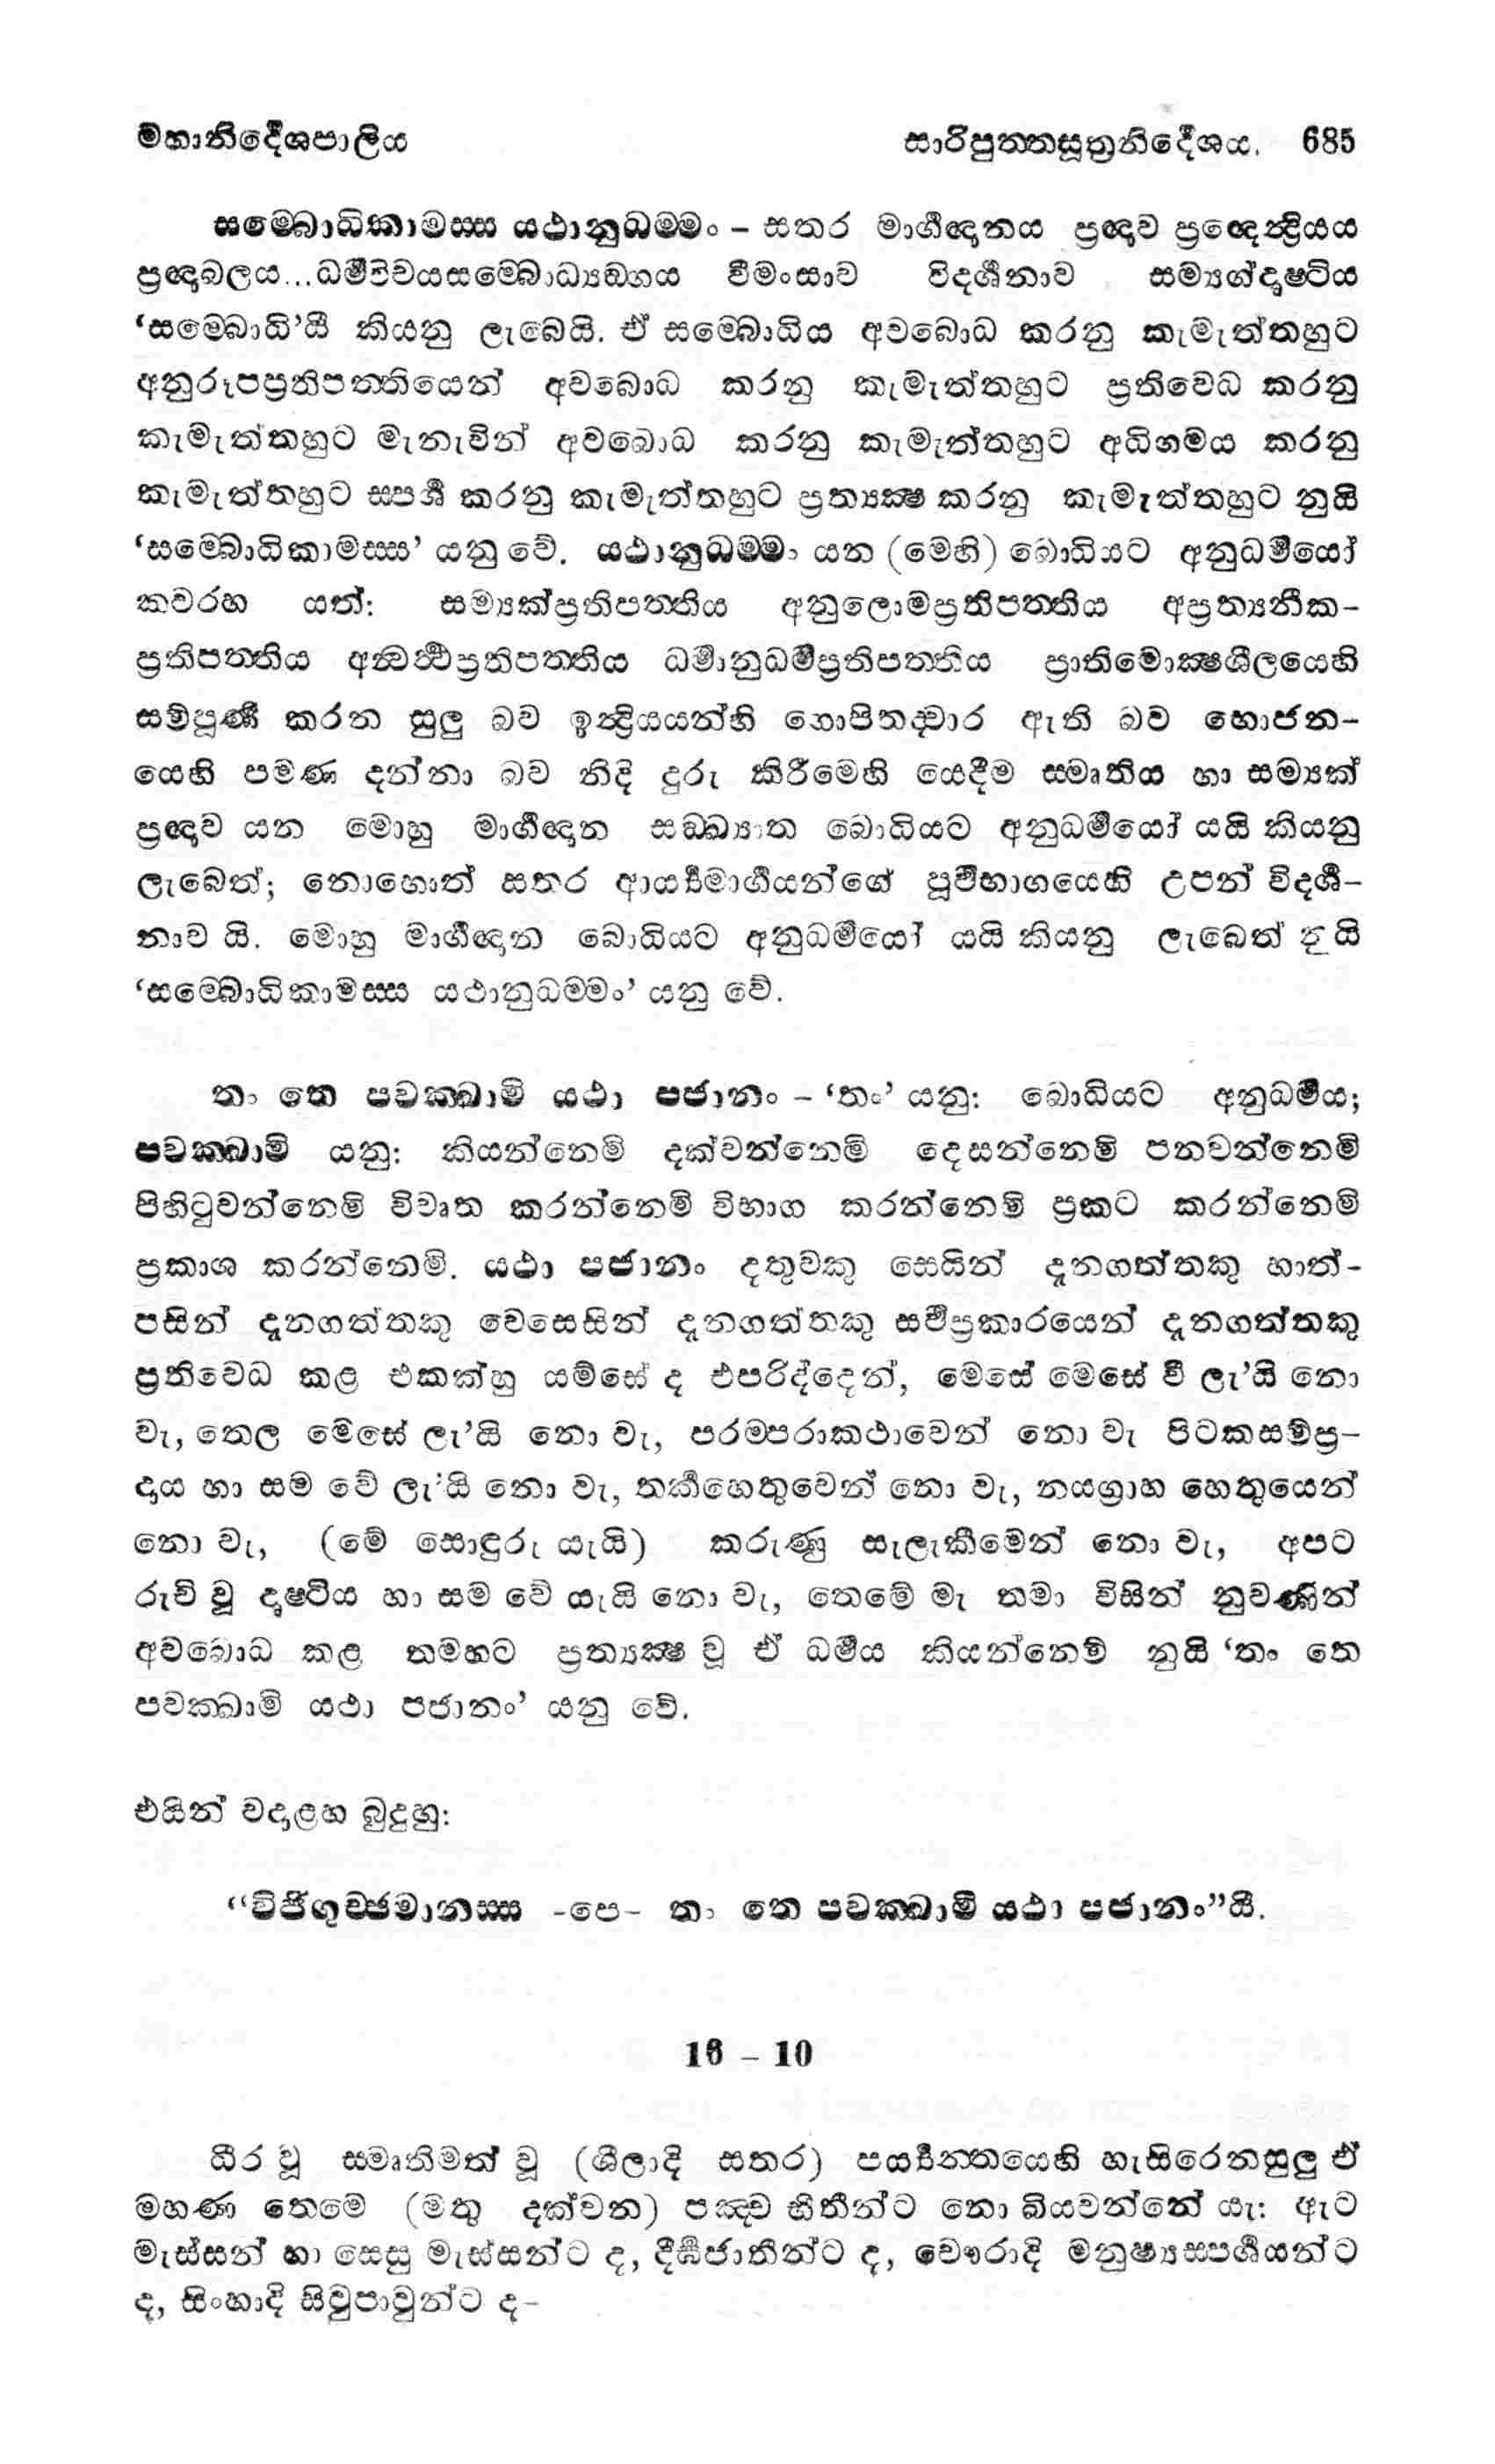 මහානිර්දේශපාලිය සාරිපුත්තසූත්‍රනිර්දේශය. 685
සම්බොධිකාමස්ස යථානුධම්මං – සතර මාර්ගඥානය ප්‍රඥාව ප්‍රඥෙන්ද්‍රියය
ප්‍රඥාබලය...ධර්මවිචයසම්බොධ්‍යඞ්ගය වීමංසාව විදර්ශනාව සම්‍යග්දෘෂ්ටිය
‘සම්බොධි’යී කියනු ලැබෙයි. ඒ සම්බොධිය අවබොධ කරනු කැමැත්තහුට
අනුරූපප්‍රතිපත්තියෙන් අවබොධ කරනු කැමැත්තහුට ප්‍රතිවෙධ කරනු
කැමැත්තහුට මැනැවින් අවබොධ කරනු කැමැත්තහුට අධිගමය කරනු
කැමැත්තහුට ස්පර්ශ කරනු කැමැත්තහුට ප්‍රත්‍යක්ෂ කරනු කැමැත්තහුට නුයි
‘සම්බොධිකාමස්ස’ යනු වේ. යථානුධම්මං යන (මෙහි) බොධියට අනුධර්මයෝ
කවරහ යත්: සම්‍යක්ප්‍රතිපත්තිය අනුලොමප්‍රතිපත්තිය අප්‍රත්‍යනීක-
ප්‍රතිපත්තිය අන්වර්ථප්‍රතිපත්තිය ධර්මානුධර්මප්‍රතිපත්තිය ප්‍රාතිමොක්ෂශීලයෙහි
සම්පූර්ණ කරන සුලු බව ඉන්ද්‍රියයන්හි ගොපිතද්වාර ඇති බව භොජන-
යෙහි පමණ දන්නා බව නිදි දුරු කිරීමෙහි යෙදීම ස්මෘතිය හා සම්‍යක්
ප්‍රඥාව යන මොහු මාර්ගඥාන සඞ්ඛ්‍යාත බොධියට අනුධර්මයෝ යයි කියනු
ලැබෙත්; නොහොත් සතර ආර්‍ය්‍යමාර්ගයන්ගේ පූර්වභාගයෙහි උපන් විදර්ශ-
නාව යි. මොහු මාර්ගඥාන බොධියට අනුධර්මයෝ යයි කියනු ලැබෙත් නුයි
‘සම්බොධිකාමස්ස යථානුධම්මං’ යනු වේ.
තං තෙ පවක්ඛාමි යථා පජානං – ‘තං’ යනු: බොධියට අනුධර්මය;
පවක්ඛාමි යනු: කියන්නෙමි දක්වන්නෙමි දෙසන්නෙමි පනවන්නෙමි
පිහිටුවන්නෙමි විවෘත කරන්නෙමි විභාග කරන්නෙමි ප්‍රකට කරන්නෙමි
ප්‍රකාශ කරන්නෙමි. යථා පජානං දතුවකු සෙයින් දැනගත්තකු හාත්-
පසින් දැනගත්තකු වෙසෙසින් දැනගත්තකු සර්වප්‍රකාරයෙන් දැනගත්තකු
ප්‍රතිවෙධ කළ එකක්හු යම්සේ ද එපරිද්දෙන්, මෙසේ මෙසේ වී ලැ’යි නො
වැ, තෙල මෙසේ ලැ’යි නො වැ, පරම්පරාකථාවෙන් නො වැ පිටකසම්ප්‍ර-
දාය හා සම වේ ලැ’යි නො වැ, තර්කහෙතුවෙන් නො වැ, නයග්‍රාහ හෙතුයෙන්
නො වැ, (මේ සොඳුරු යැයි) කරුණු සැලැකීමෙන් නො වැ, අපට
රුචි වූ දෘෂ්ටිය හා සම වේ යැයි නො වැ, තෙමේ මැ තමා විසින් නුවණින්
අවබොධ කළ තමහට ප්‍රත්‍යක්ෂ වූ ඒ ධර්මය කියන්නෙමි නුයි ‘තං තෙ
පවක්ඛාමි යථා පජානං’ යනු වේ.
එයින් වදාළහ බුදුහු:
“විජිගුච්ඡමානස්ස -පෙ- තං තෙ පවක්ඛාමි යථා පජානං”යී.
16 – 10
ධීර වූ ස්මෘතිමත් වූ (ශීලාදි සතර) පර්‍ය්‍යන්තයෙහි හැසිරෙනසුලු ඒ
මහණ තෙමෙ (මතු දක්වන) පඤ්ච භීතීන්ට නො බියවන්නේ යැ: ඇට
මැස්සන් හා සෙසු මැස්සන්ට ද, දීර්ඝජාතීන්ට ද, චෞරාදි මනුෂ්‍යස්පර්ශයන්ට
ද, සිංහාදි සිවුපාවුන්ට ද-